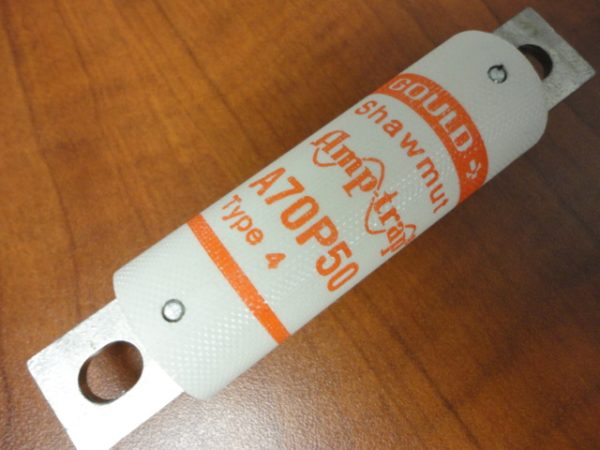 GOULD
Shawmut
Amp-trap
A70P50
Type 4